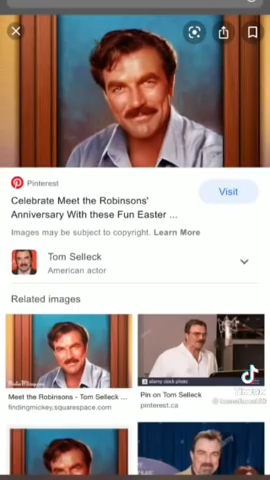 Pinterest
Visit
Celebrate Meet the Robinsons'
Anniversary With these Fun Easter ...
Images may be subject to copyright. Learn More
Tom Selleck
American actor
Related images
alamy stock photo
Meet the Robinsons - Tom Selleck ...
findingmickey.squarespace.com
Pin on Tom Selleck
pinterest.ca
TikTok